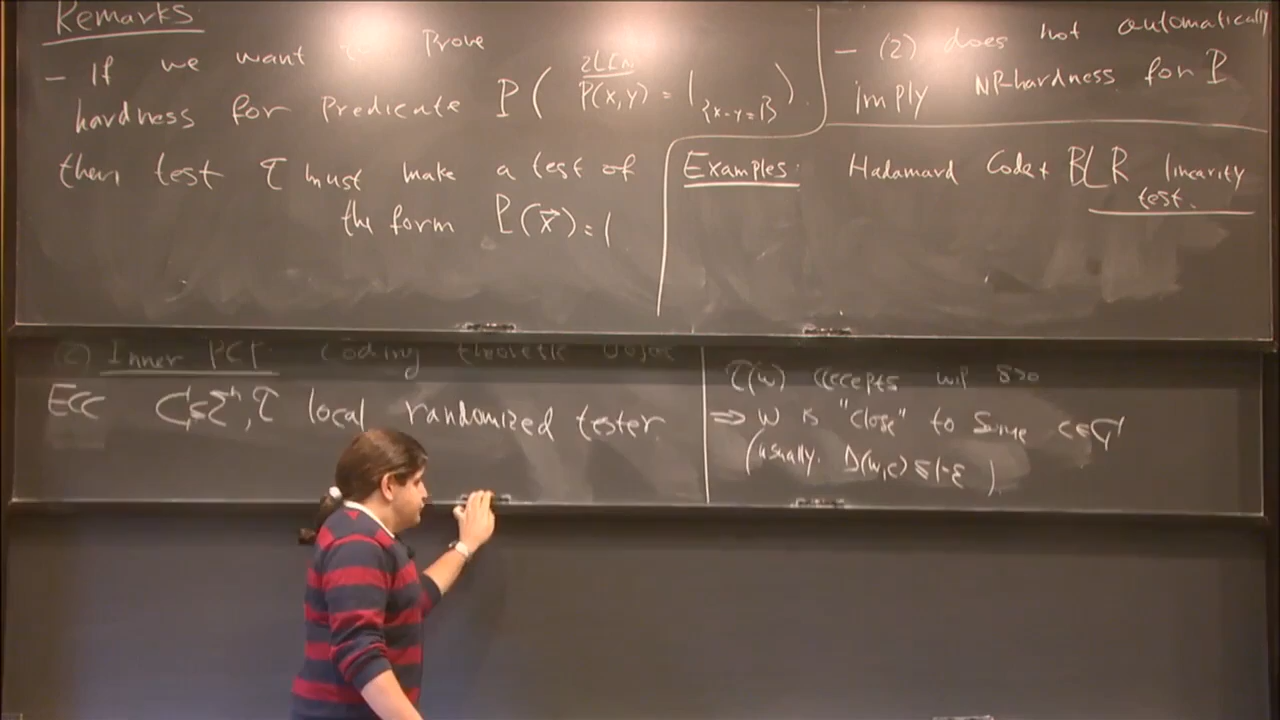 Remarks.
- If we want to prove
hardness for predicate P ( 2LIN P(x,y) = 1_{x-y=1} ).
then test τ must make a test of
the form P(x⃗)=1
- (2) does not automatically
imply NP-hardness for P
Examples: Hadamard Code + BLR linearity
test.
(2) Inner PCP. Coding theoretic
ECC C⊆Σⁿ, τ local randomized tester.
τ(w) accepts wp δ>0
⇒ w is "close" to some c∈C
(usually. Δ(w,c) ≤ 1-ε )